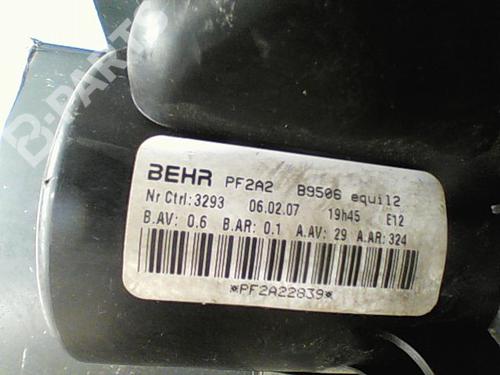 B-PARTS
BEHR PF2A2 B9506 equil2
Nr Ctrl:3293 06.02.07 19h45 E12
B.AV: 0.6 B.AR: 0.1 A.AV: 29 A.AR: 324
*PF2A22839*